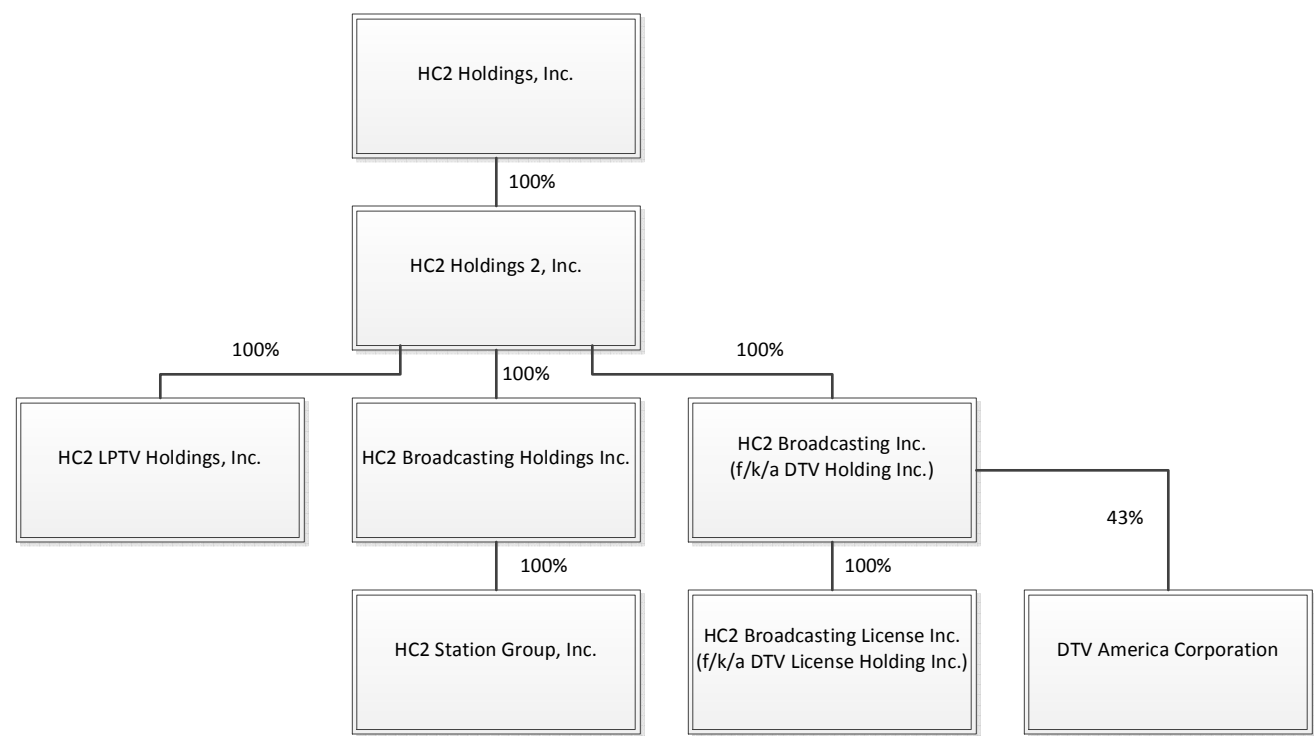 HC2 Holdings, Inc.
100%
HC2 Holdings 2, Inc.
100%
100%
100%
HC2 LPTV Holdings, Inc.
HC2 Broadcasting Holdings Inc.
HC2 Broadcasting Inc.
(f/k/a DTV Holding Inc.)
43%
100%
100%
HC2 Station Group, Inc.
HC2 Broadcasting License Inc.
(f/k/a DTV License Holding Inc.)
DTV America Corporation